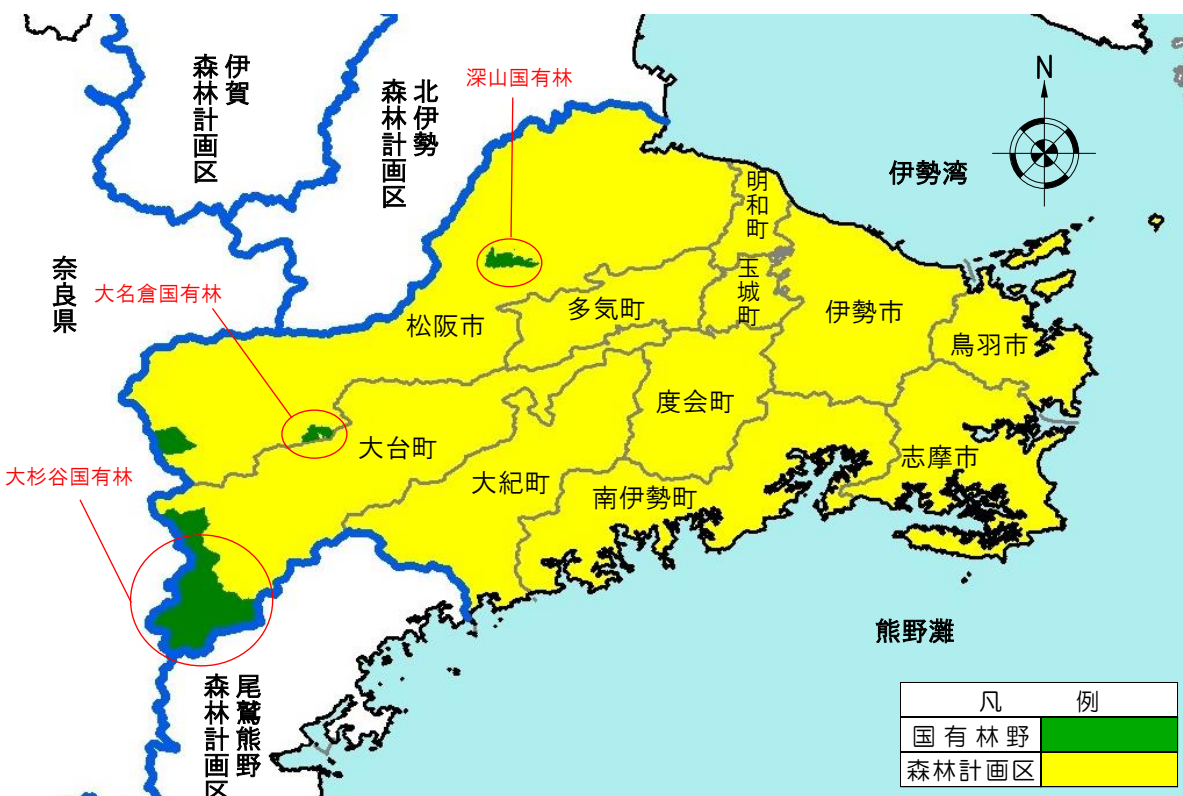 伊賀
森林計画区
北伊勢
森林計画区
深山国有林
N
伊勢湾
明和町
奈良県
大名倉国有林
玉城町
多気町
松阪市
伊勢市
鳥羽市
度会町
大台町
志摩市
大杉谷国有林
大紀町
南伊勢町
熊野灘
尾鷲熊野
森林計画区
凡 例
国有林野
森林計画区